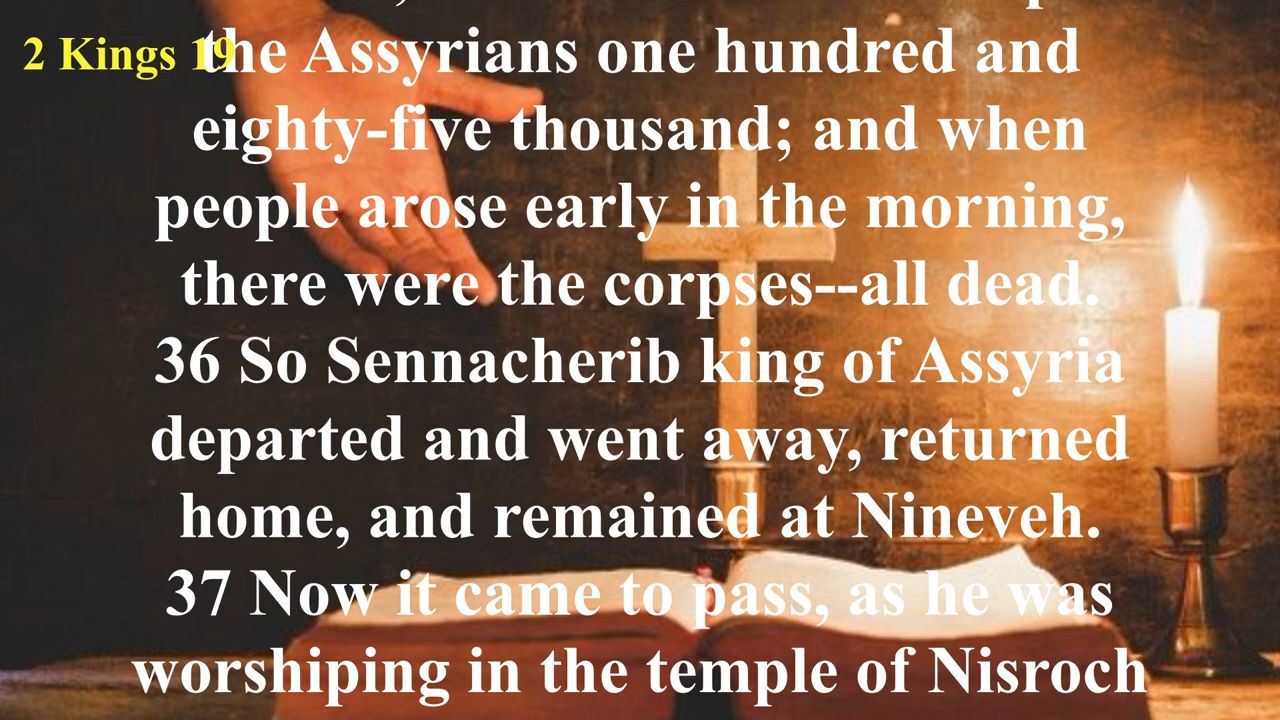 2 Kings 19
the Assyrians one hundred and
eighty-five thousand; and when
people arose early in the morning,
there were the corpses--all dead.
36 So Sennacherib king of Assyria
departed and went away, returned
home, and remained at Nineveh.
37 Now it came to pass, as he was
worshiping in the temple of Nisroch